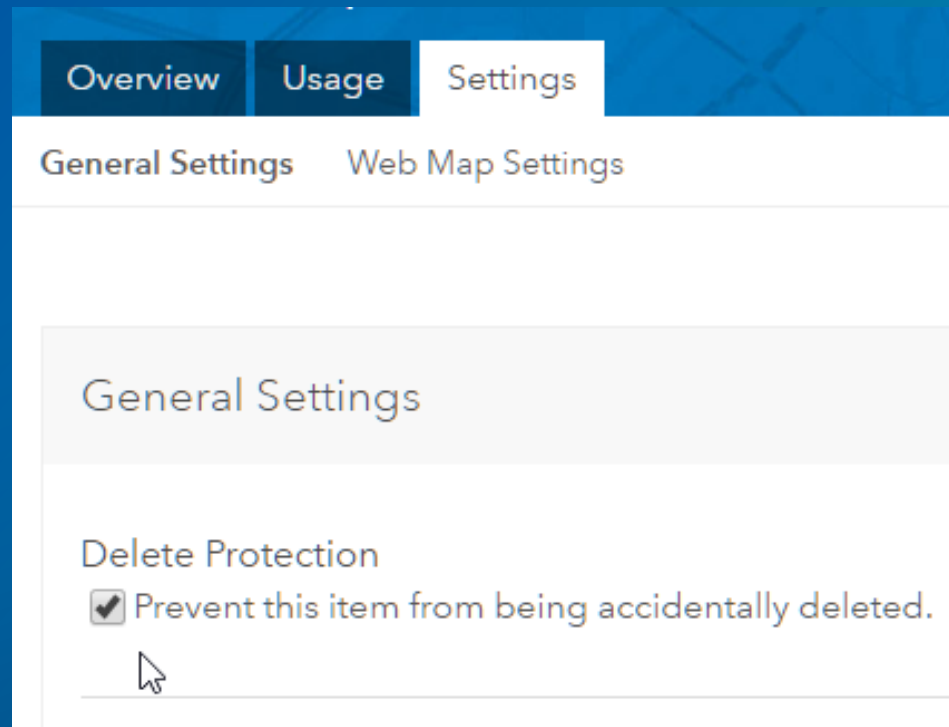 Overview Usage Settings
General Settings Web Map Settings
General Settings
Delete Protection
Prevent this item from being accidentally deleted.